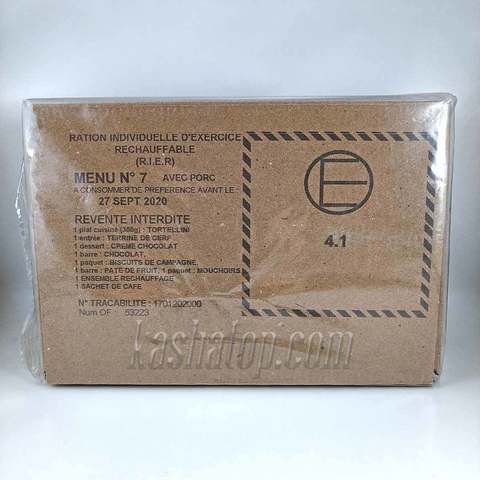 RATION INDIVIDUELLE D'EXERCICE
RECHAUFFABLE
(R.I.E.R)
MENU N° 7 AVEC PORC
A CONSOMMER DE PREFERENCE AVANT LE
27 SEPT 2020
REVENTE INTERDITE
1 plat cuisiné (300g) : TORTELLINI
1 entrée : TERRINE DE CERF
1 dessert : CREME CHOCOLAT
1 barre : CHOCOLAT,
1 paquet : BISCUITS DE CAMPAGNE,
1 barre : PATE DE FRUIT, 1 paquet : MOUCHOIRS
1 ENSEMBLE RECHAUFFAGE
1 SACHET DE CAFE
N° TRACABILITE : 1701202000
Num OF : 53223
E
4.1
kashatop.com